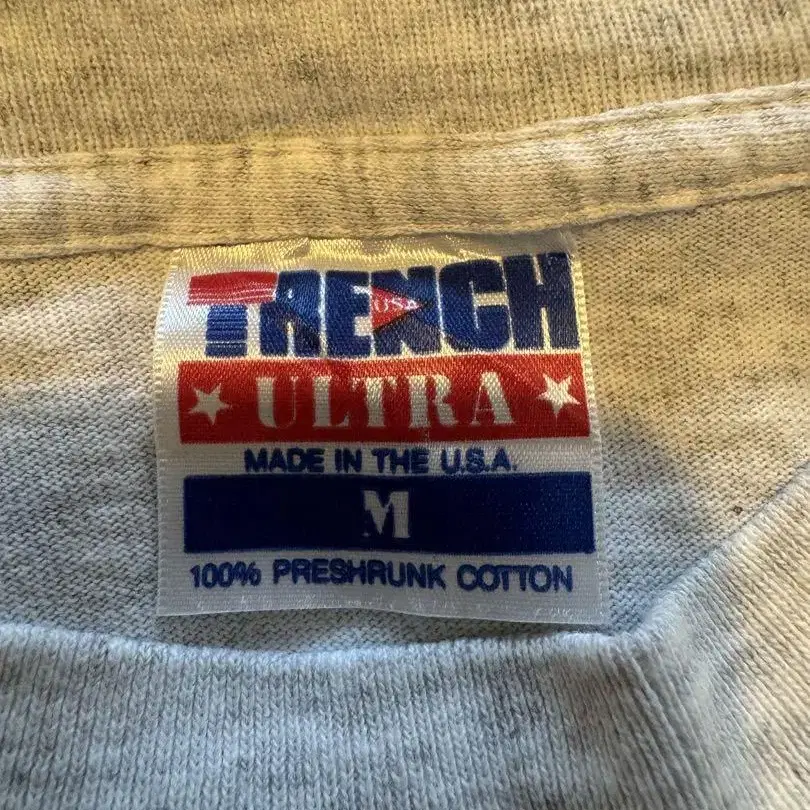 TRENCH
USA
ULTRA
MADE IN THE U.S.A.
M
100% PRESHRUNK COTTON